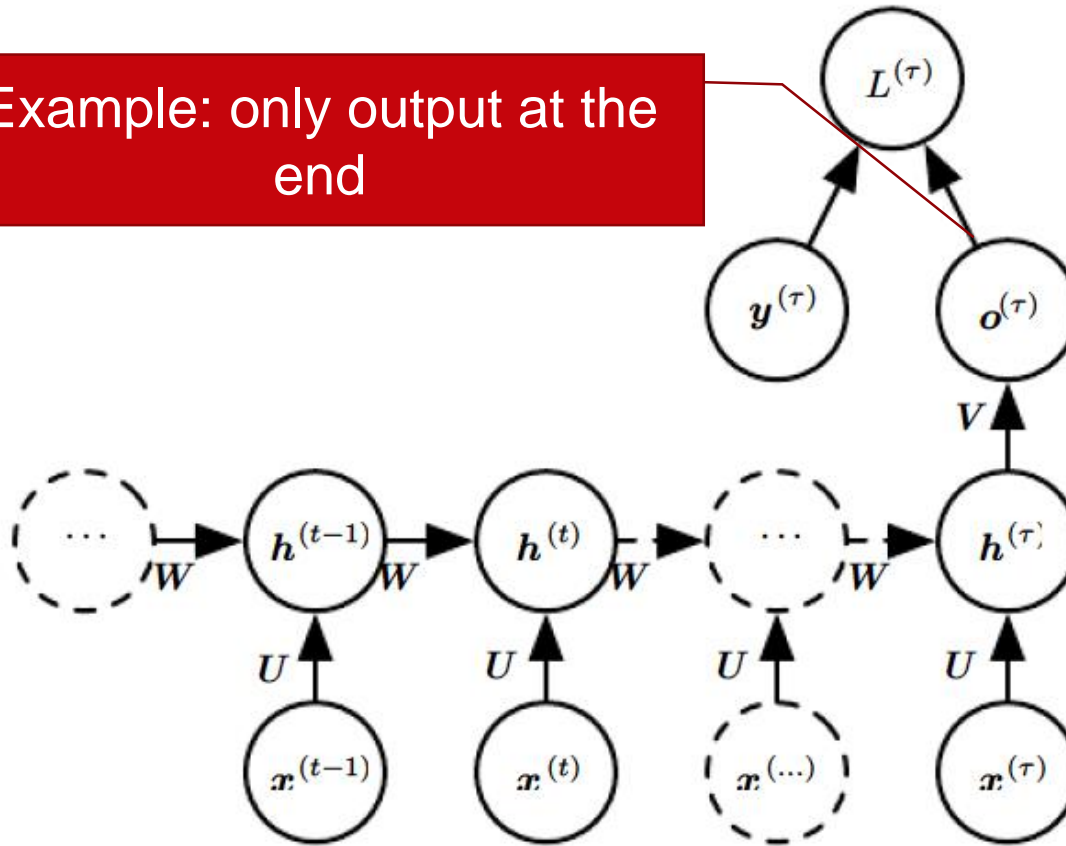 Example: only output at the
end
L^(τ)
y^(τ)
o^(τ)
V
... h^(t−1) h^(t) ... h^(τ)
W W W W
U U U U
x^(t−1) x^(t) x^(...) x^(τ)